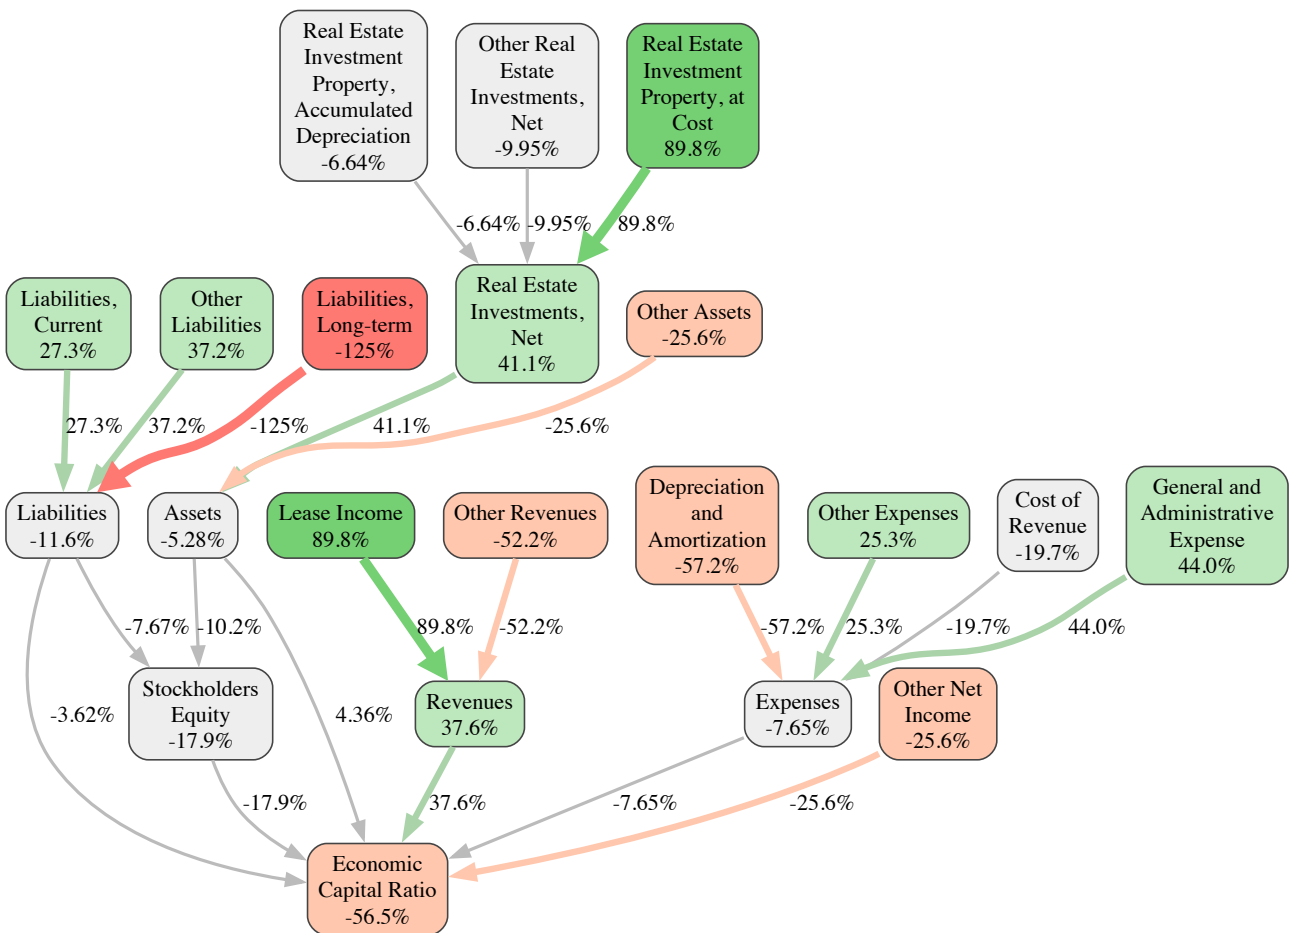 Real Estate
Investment
Property,
Accumulated
Depreciation
-6.64%
Other Real
Estate
Investments,
Net
-9.95%
Real Estate
Investment
Property, at
Cost
89.8%
-6.64%
-9.95%
89.8%
Liabilities,
Current
27.3%
Other
Liabilities
37.2%
Liabilities,
Long-term
-125%
Real Estate
Investments,
Net
41.1%
Other Assets
-25.6%
27.3%
37.2%
-125%
41.1%
-25.6%
Liabilities
-11.6%
Assets
-5.28%
Lease Income
89.8%
Other Revenues
-52.2%
Depreciation
and
Amortization
-57.2%
Other Expenses
25.3%
Cost of
Revenue
-19.7%
General and
Administrative
Expense
44.0%
-7.67%
-10.2%
89.8%
-52.2%
-57.2%
25.3%
-19.7%
44.0%
Stockholders
Equity
-17.9%
Revenues
37.6%
Expenses
-7.65%
Other Net
Income
-25.6%
-3.62%
4.36%
-17.9%
37.6%
-7.65%
-25.6%
Economic
Capital Ratio
-56.5%